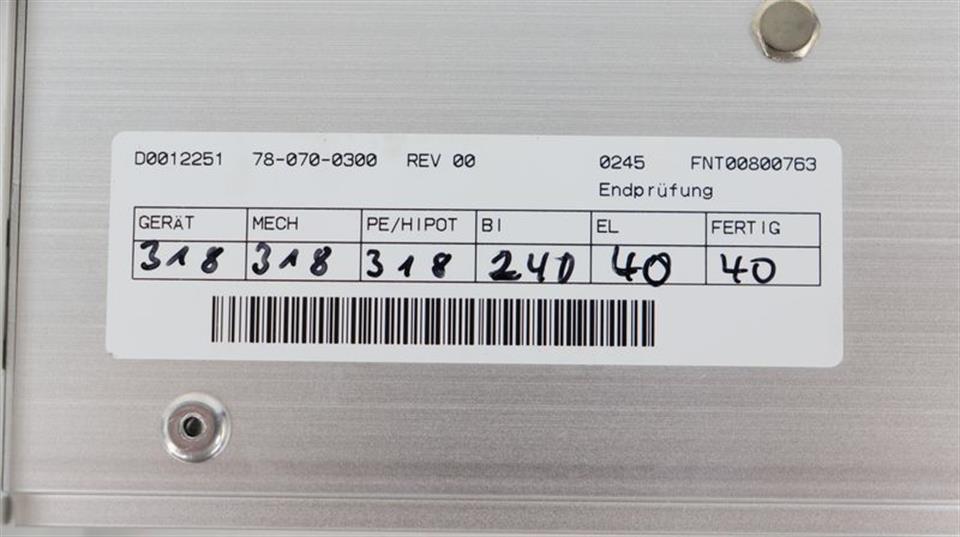 D0012251 78-070-0300 REV 00 0245 FNT00800763
Endprüfung
GERÄT MECH PE/HIPOT BI EL FERTIG
318 318 318 240 40 40